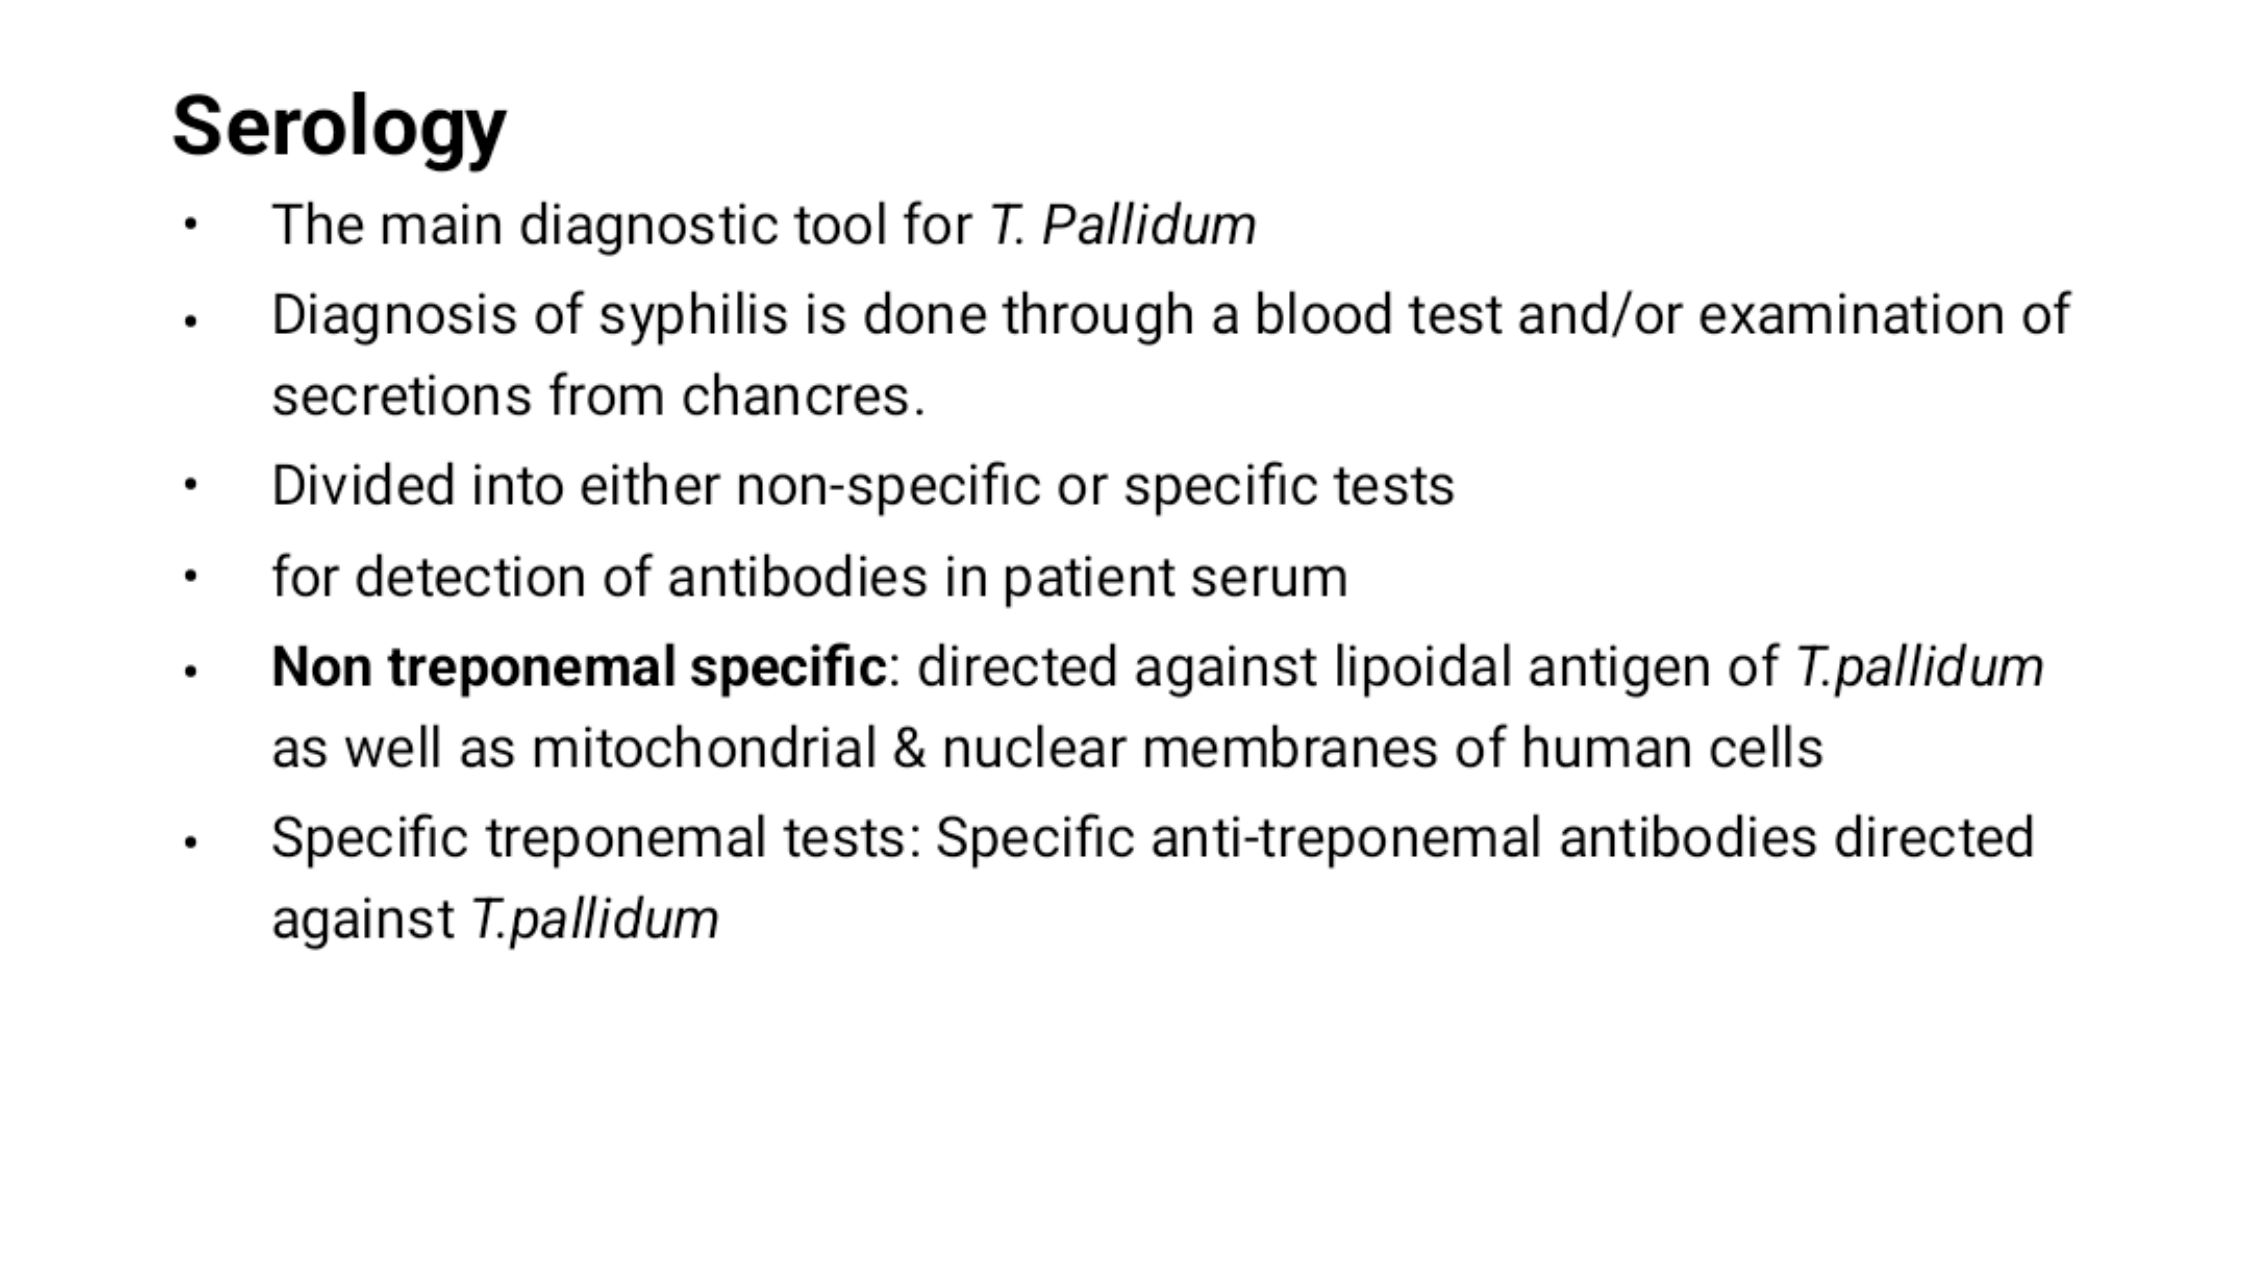 Serology
• The main diagnostic tool for T. Pallidum
• Diagnosis of syphilis is done through a blood test and/or examination of
secretions from chancres.
• Divided into either non-specific or specific tests
• for detection of antibodies in patient serum
• Non treponemal specific: directed against lipoidal antigen of T.pallidum
as well as mitochondrial & nuclear membranes of human cells
• Specific treponemal tests: Specific anti-treponemal antibodies directed
against T.pallidum